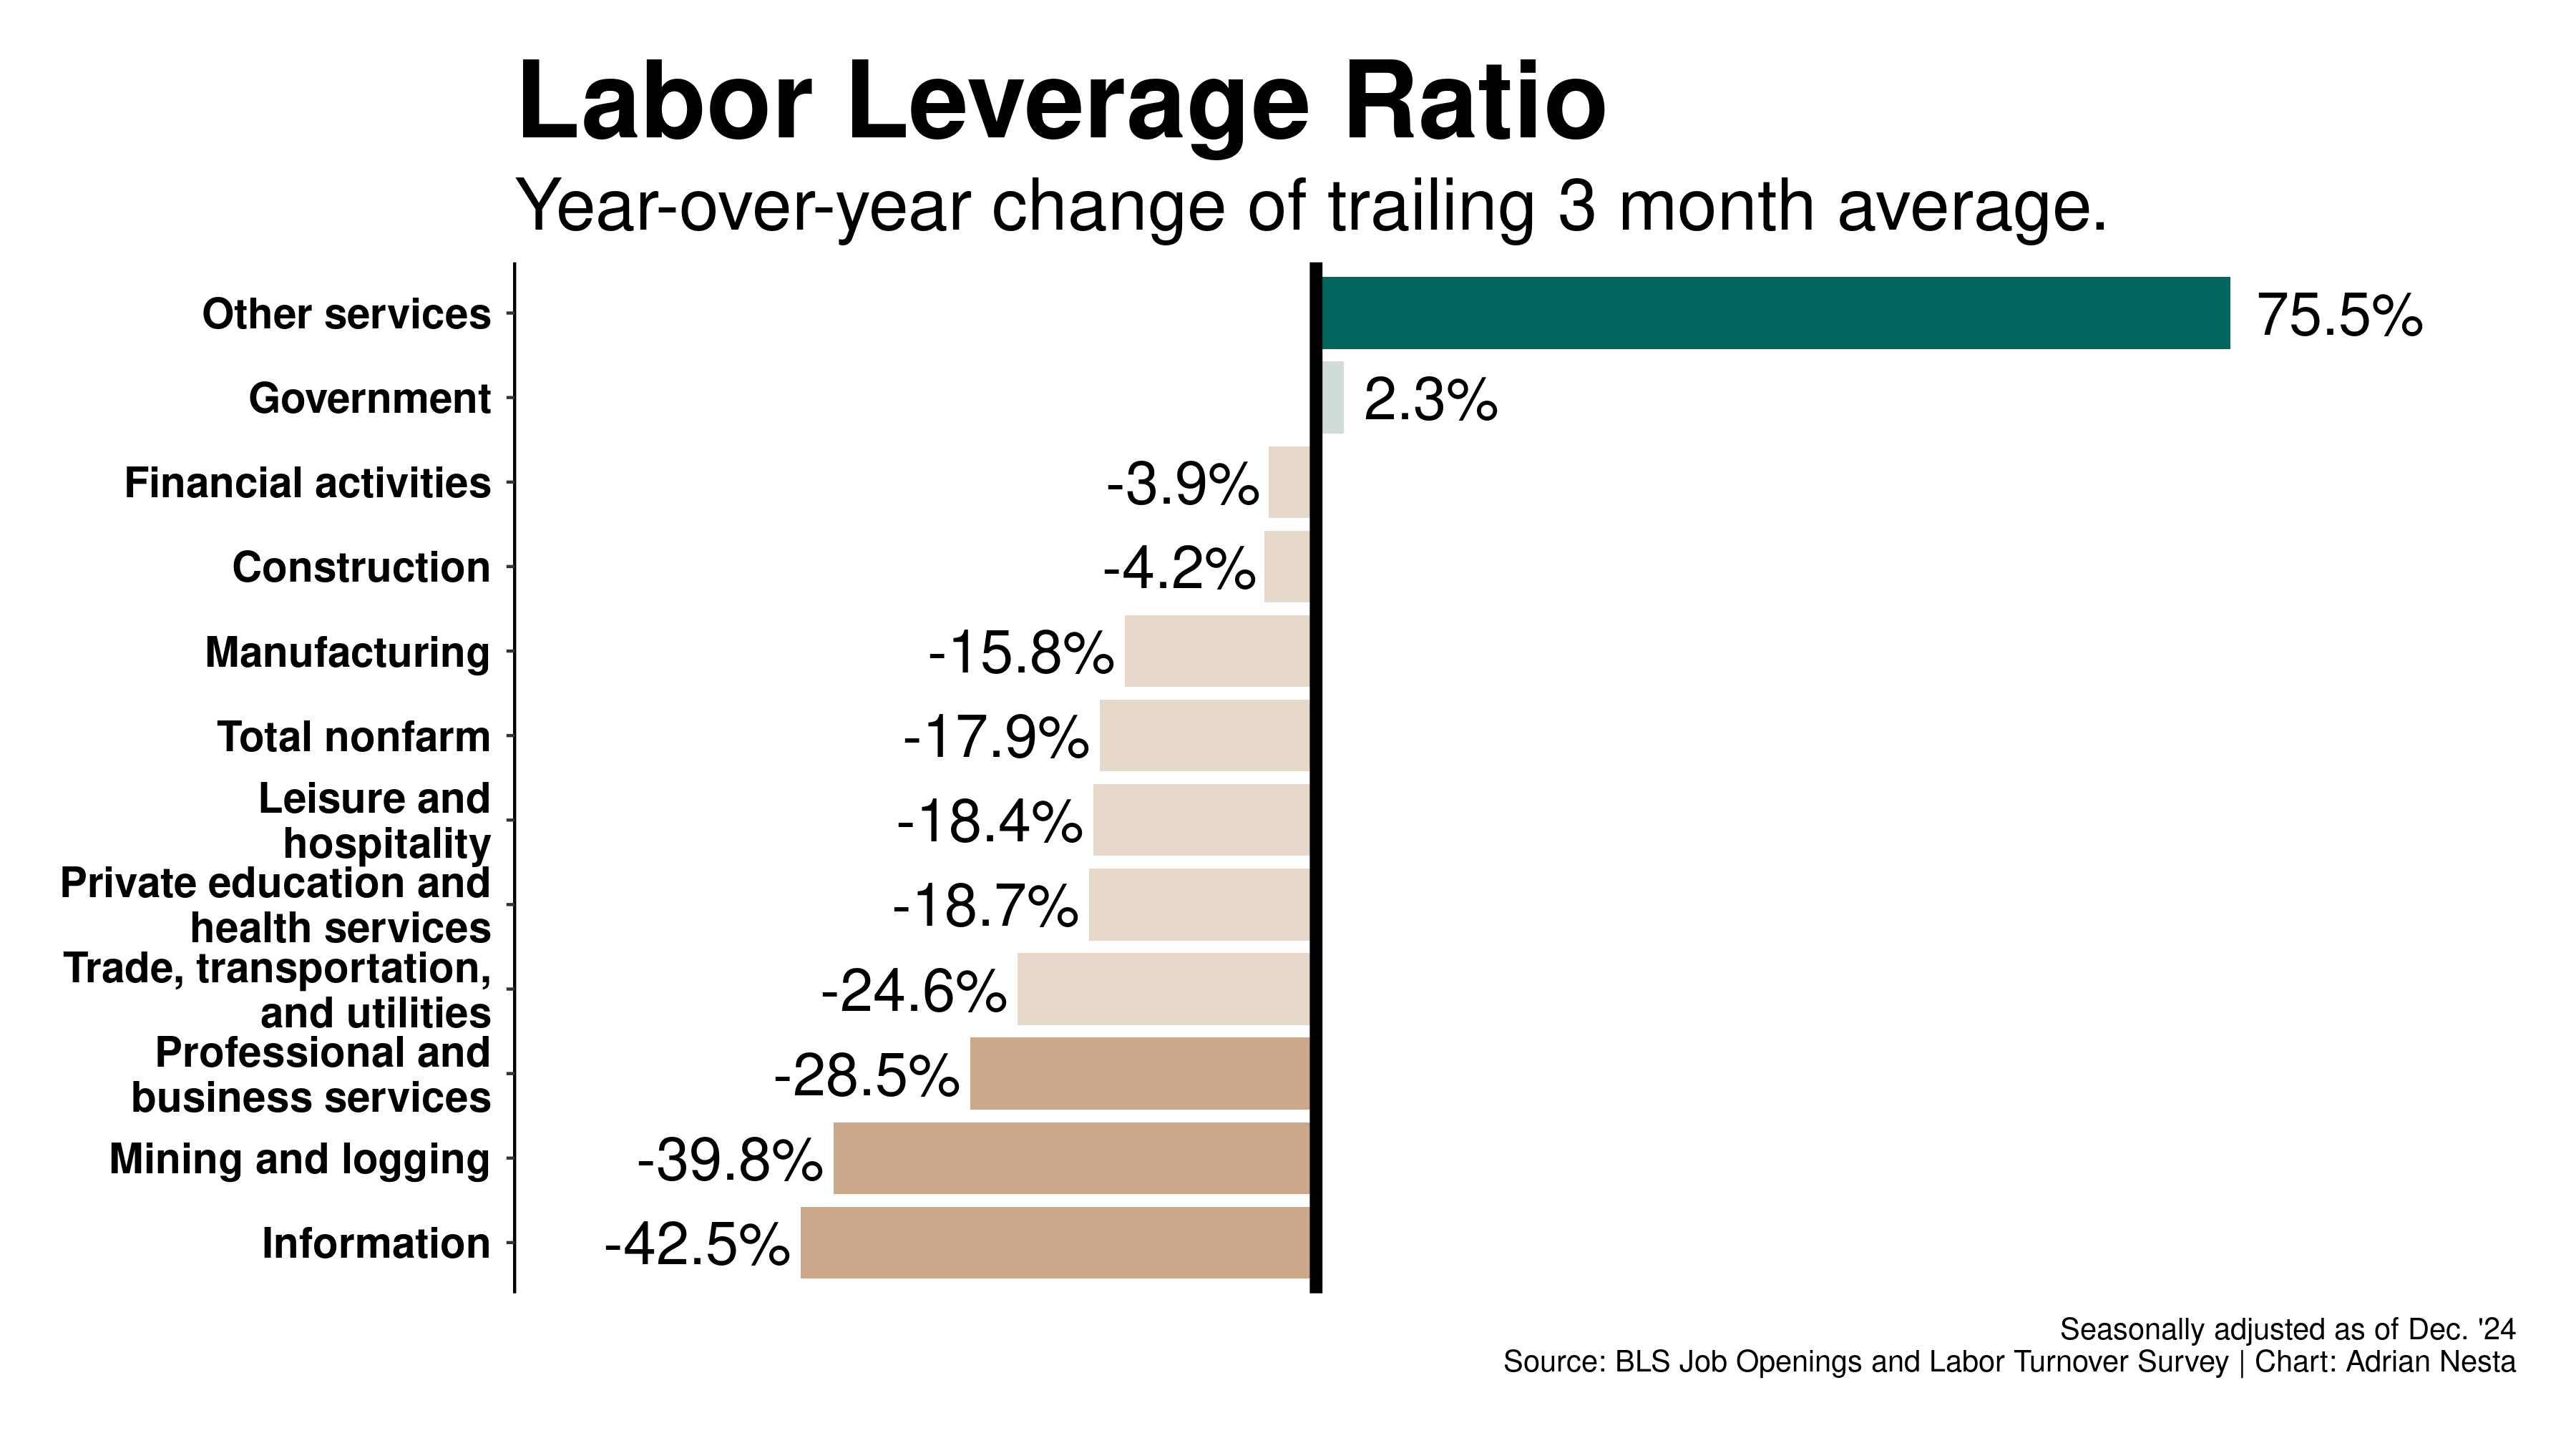 Labor Leverage Ratio
Year-over-year change of trailing 3 month average.
Other services
75.5%
Government
2.3%
Financial activities
-3.9%
Construction
-4.2%
Manufacturing
-15.8%
Total nonfarm
-17.9%
Leisure and
hospitality
-18.4%
Private education and
health services
-18.7%
Trade, transportation,
and utilities
-24.6%
Professional and
business services
-28.5%
Mining and logging
-39.8%
Information
-42.5%
Seasonally adjusted as of Dec. '24
Source: BLS Job Openings and Labor Turnover Survey | Chart: Adrian Nesta